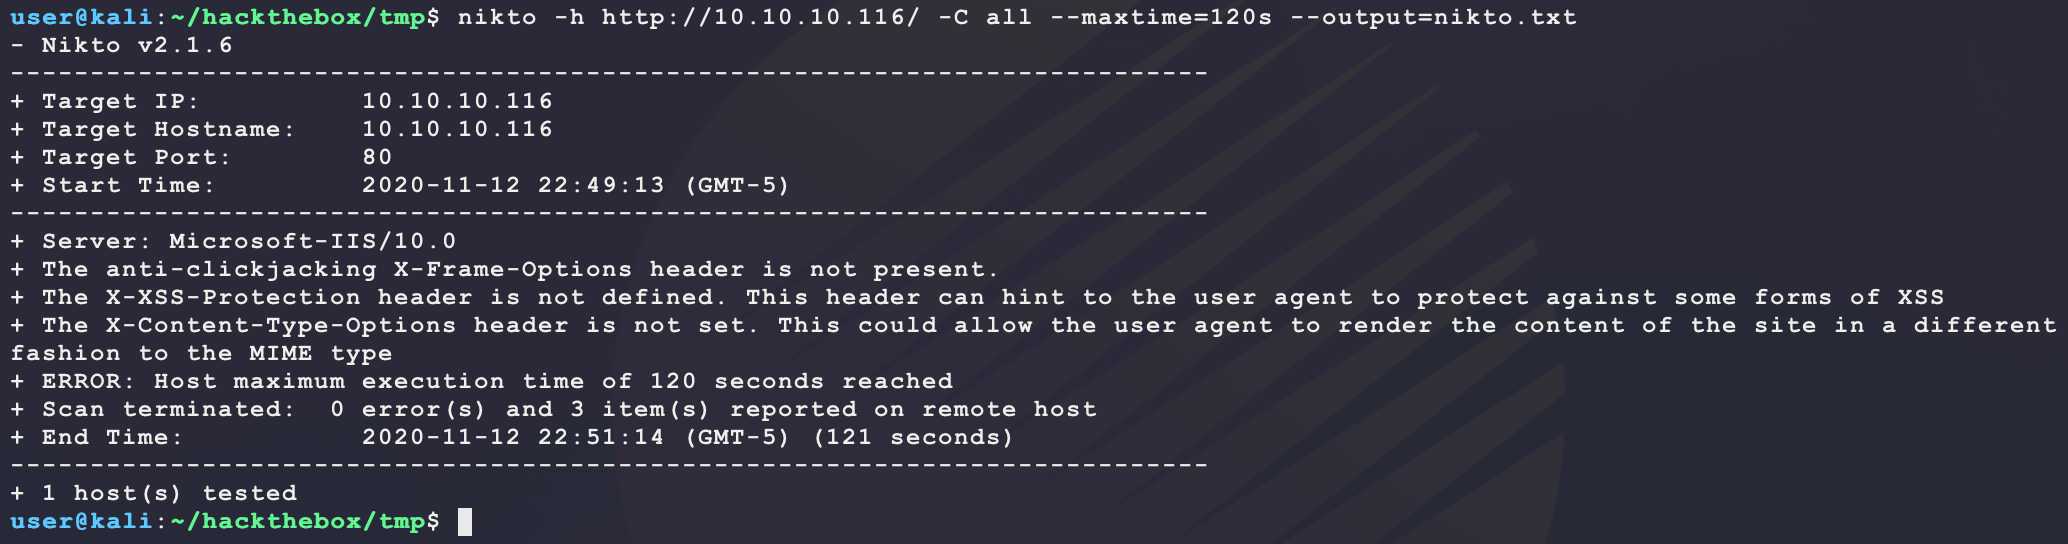 user@kali:~/hackthebox/tmp$ nikto -h http://10.10.10.116/ -C all --maxtime=120s --output=nikto.txt
- Nikto v2.1.6
---------------------------------------------------------------------------
+ Target IP:          10.10.10.116
+ Target Hostname:    10.10.10.116
+ Target Port:        80
+ Start Time:         2020-11-12 22:49:13 (GMT-5)
---------------------------------------------------------------------------
+ Server: Microsoft-IIS/10.0
+ The anti-clickjacking X-Frame-Options header is not present.
+ The X-XSS-Protection header is not defined. This header can hint to the user agent to protect against some forms of XSS
+ The X-Content-Type-Options header is not set. This could allow the user agent to render the content of the site in a different
fashion to the MIME type
+ ERROR: Host maximum execution time of 120 seconds reached
+ Scan terminated:  0 error(s) and 3 item(s) reported on remote host
+ End Time:           2020-11-12 22:51:14 (GMT-5) (121 seconds)
---------------------------------------------------------------------------
+ 1 host(s) tested
user@kali:~/hackthebox/tmp$